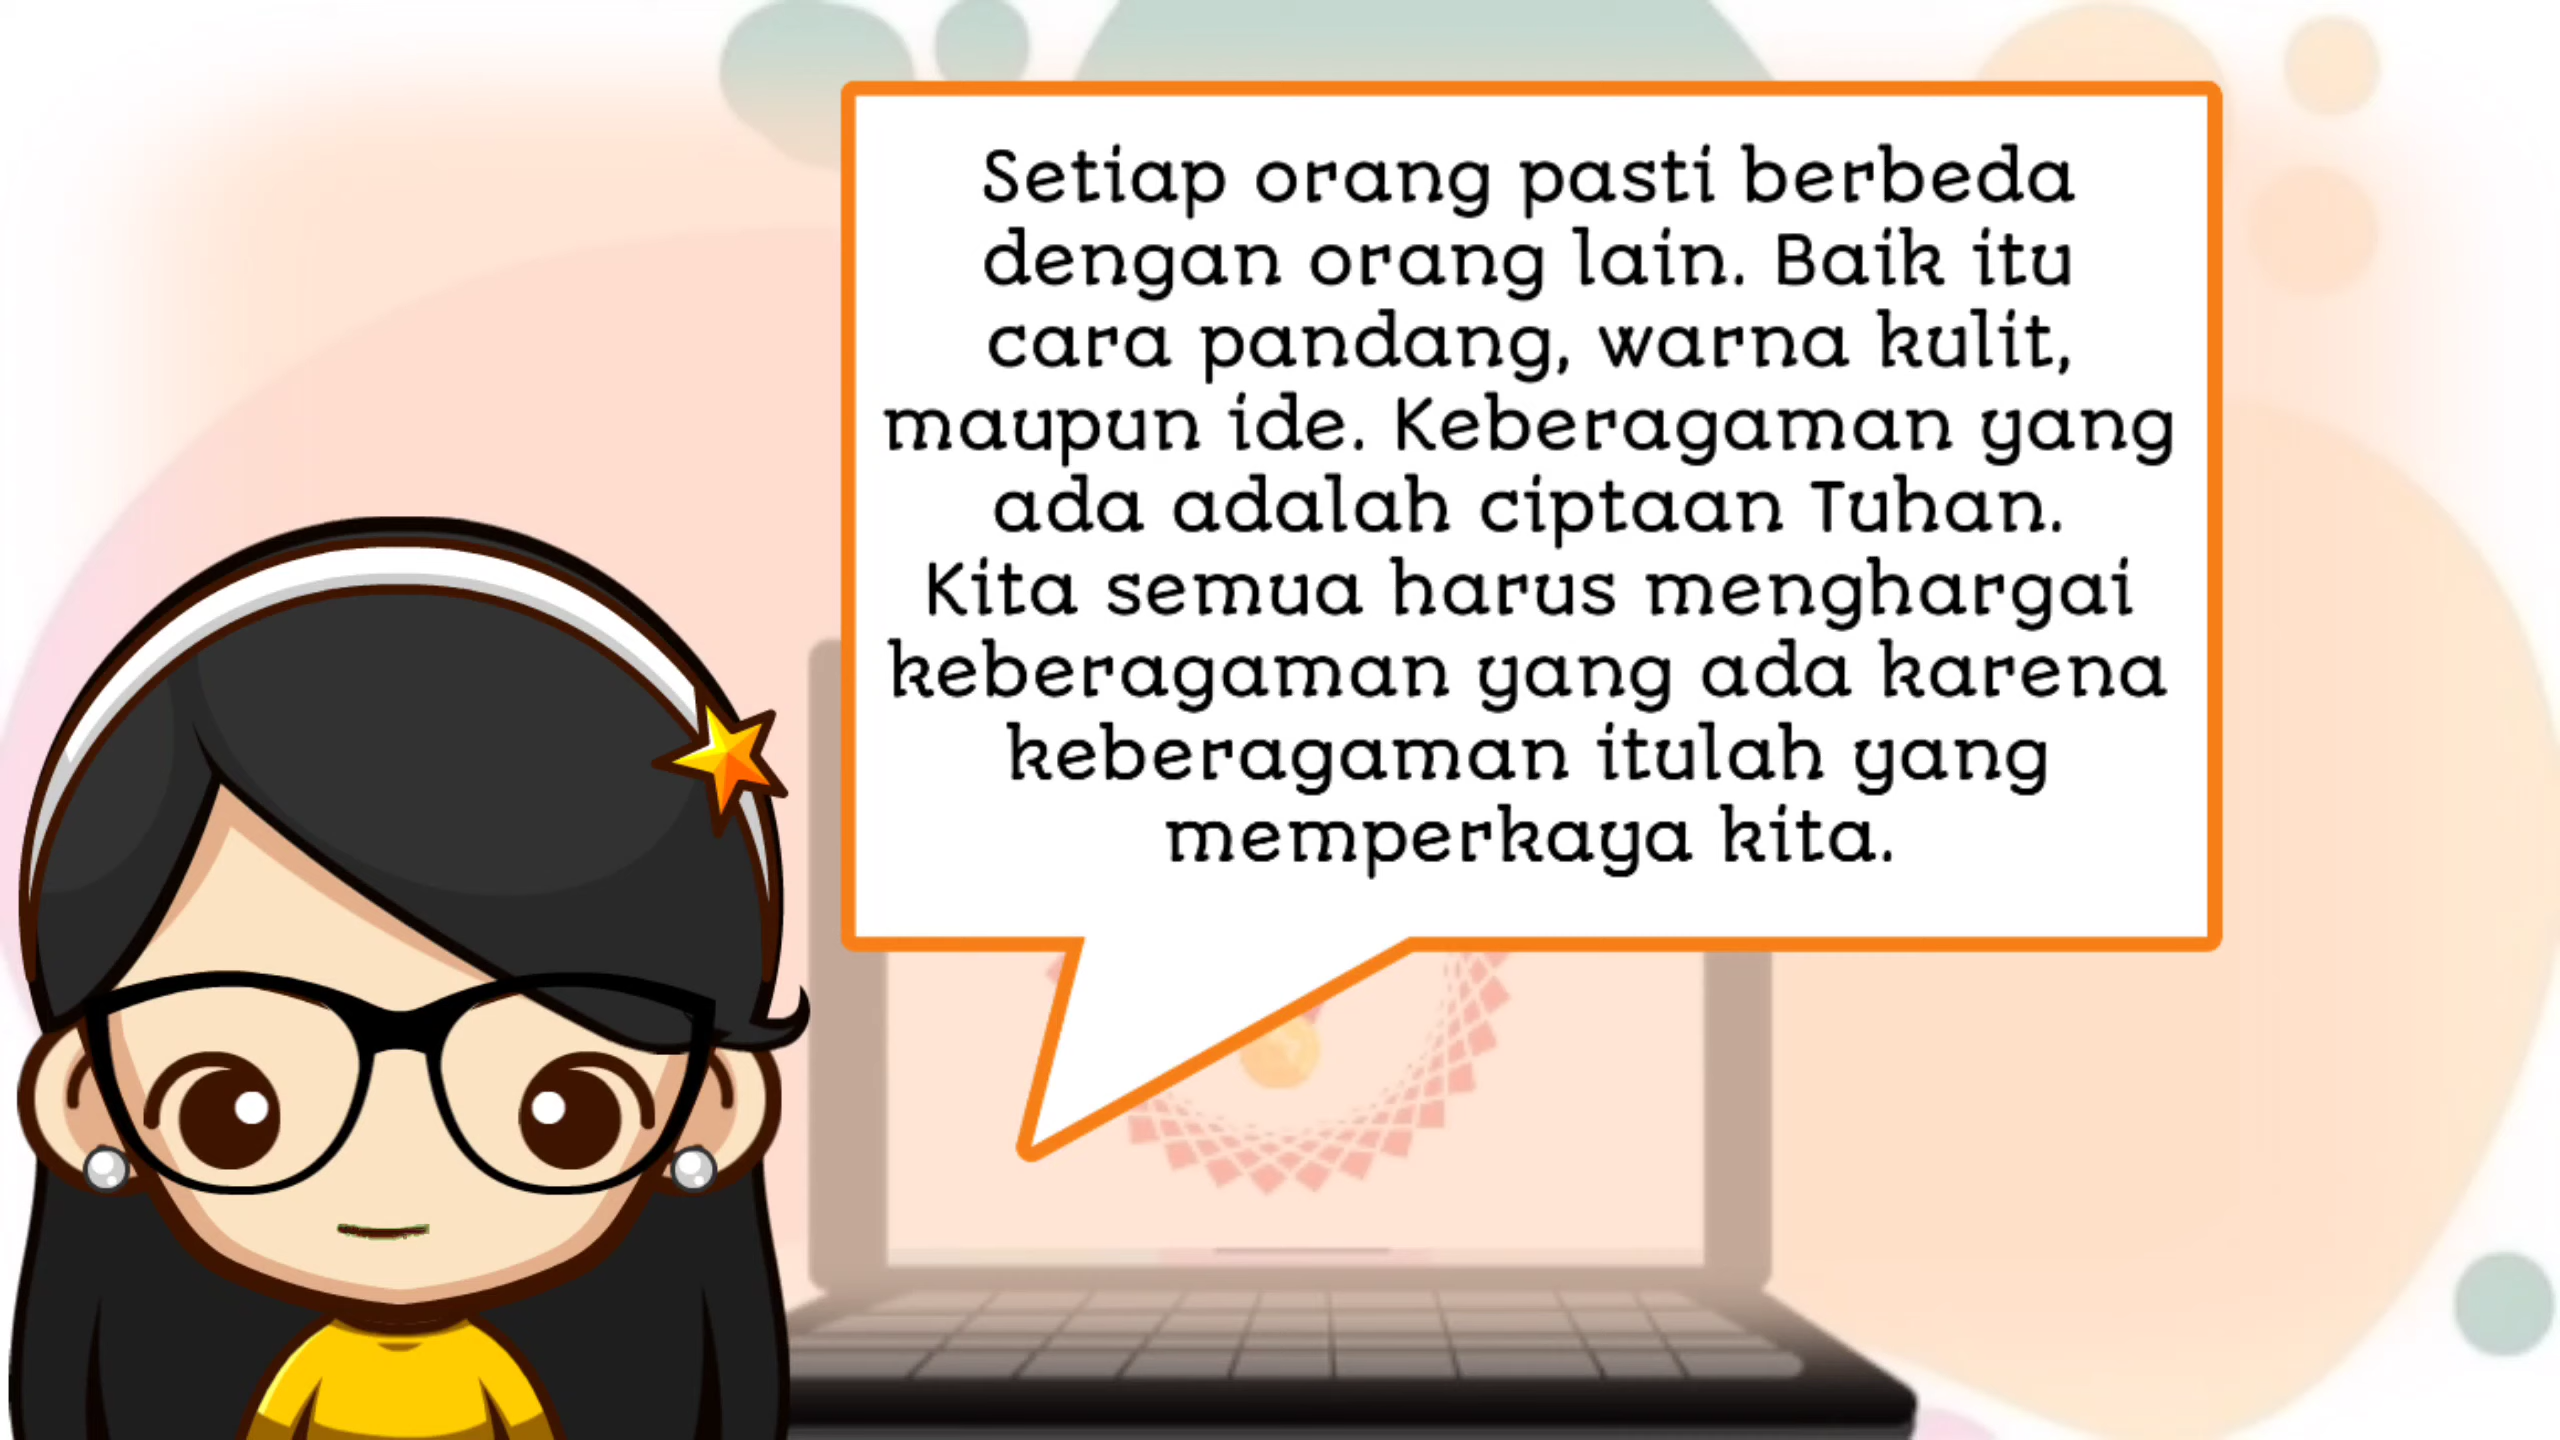 Setiap orang pasti berbeda
dengan orang lain. Baik itu
cara pandang, warna kulit,
maupun ide. Keberagaman yang
ada adalah ciptaan Tuhan.
Kita semua harus menghargai
keberagaman yang ada karena
keberagaman itulah yang
memperkaya kita.